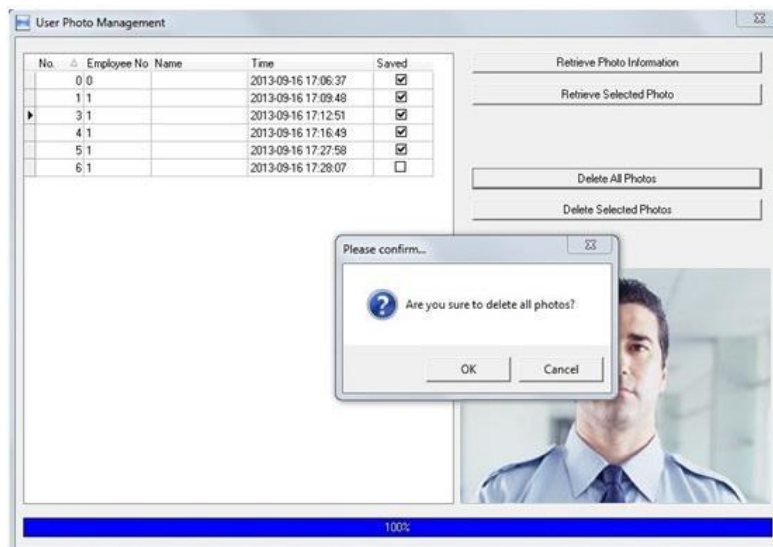 User Photo Management
No. Employee No Name Time Saved
0 0 2013-09-16 17:06:37
1 1 2013-09-16 17:09:48
3 1 2013-09-16 17:12:51
4 1 2013-09-16 17:16:49
5 1 2013-09-16 17:27:58
6 1 2013-09-16 17:28:07
Retrieve Photo Information
Retrieve Selected Photo
Delete All Photos
Delete Selected Photos
Please confirm...
Are you sure to delete all photos?
OK Cancel
100%